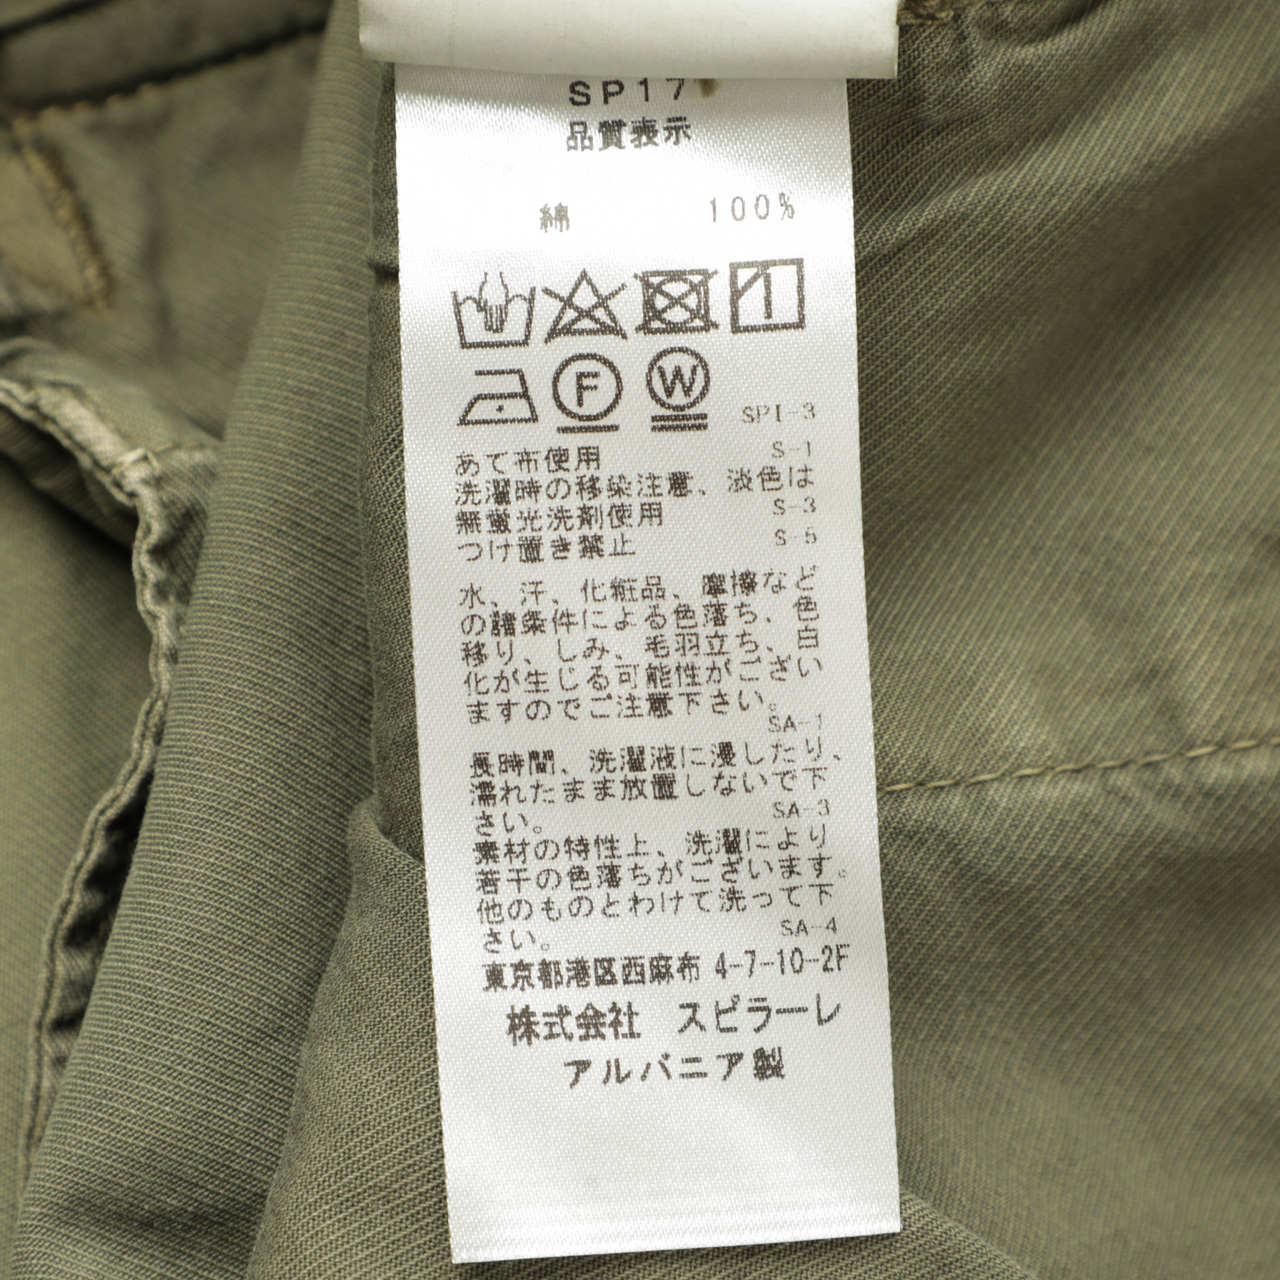 SP17
品質表示
綿 100%
F W
SPI-3
あて布使用 S-1
洗濯時の移染注意、淡色は
無蛍光洗剤使用 S-3
つけ置き禁止 S-5
水、汗、化粧品、摩擦など
の諸条件による色落ち、色
移り、しみ、毛羽立ち、白
化が生じる可能性がござい
ますのでご注意下さい。
SA-1
長時間、洗濯液に浸したり、
濡れたまま放置しないで下
さい。 SA-3
素材の特性上、洗濯により
若干の色落ちがございます。
他のものとわけて洗って下
さい。 SA-4
東京都港区西麻布 4-7-10-2F
株式会社 スピラーレ
アルバニア製